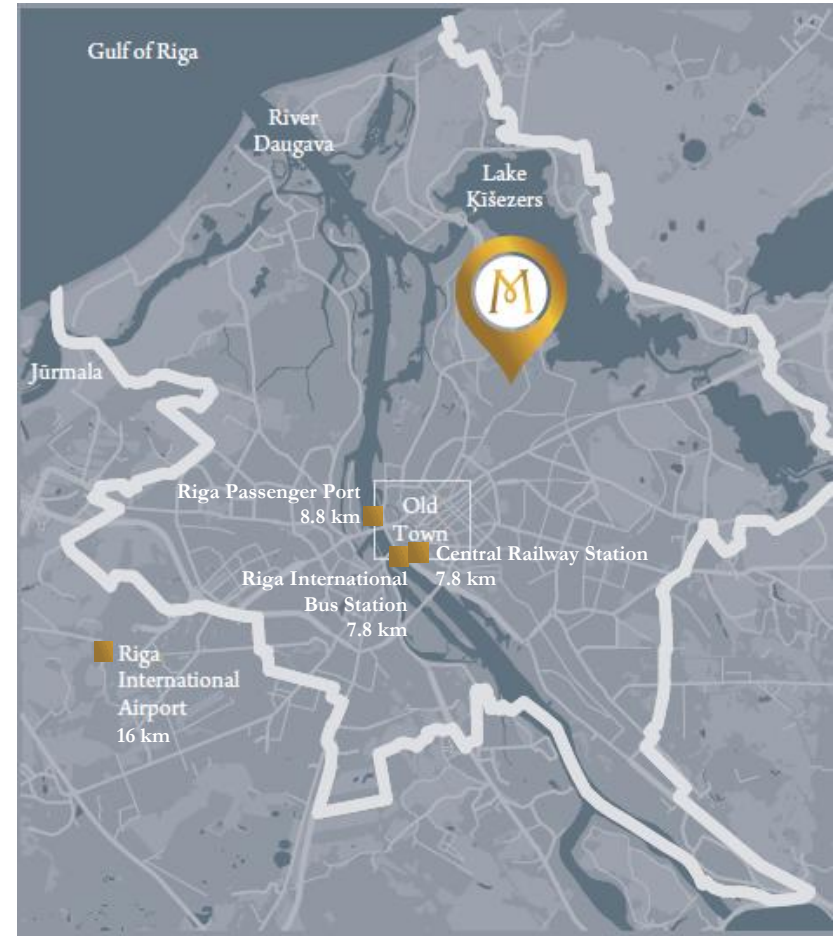 Gulf of Riga
River
Daugava
Lake
Ķīšezers
M
Jūrmala
Riga Passenger Port
8.8 km
Old
Town
Central Railway Station
7.8 km
Riga International
Bus Station
7.8 km
Riga
International
Airport
16 km